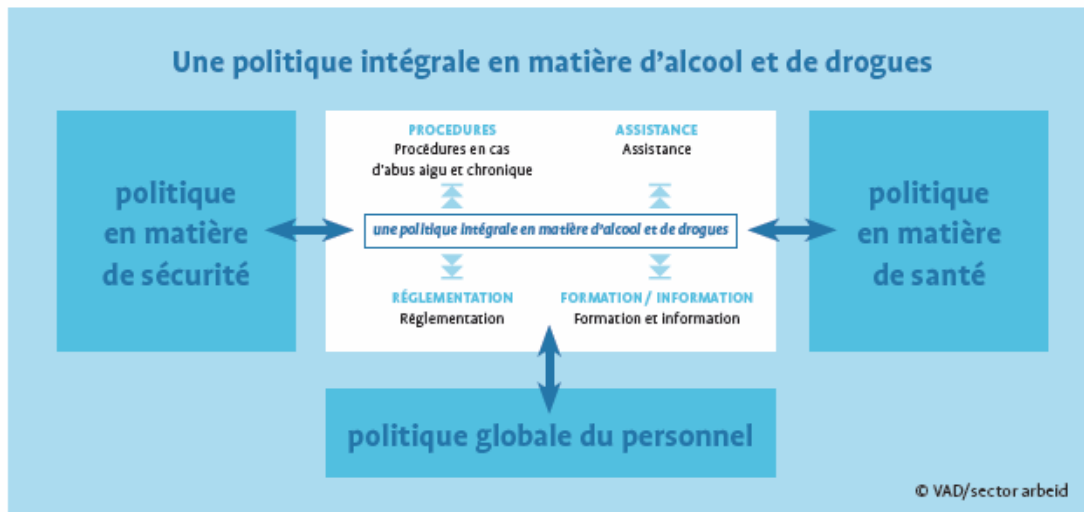 Une politique intégrale en matière d'alcool et de drogues
politique
en matière
de sécurité
PROCEDURES
Procédures en cas
d'abus aigu et chronique
ASSISTANCE
Assistance
une politique intégrale en matière d'alcool et de drogues
RÉGLEMENTATION
Réglementation
FORMATION / INFORMATION
Formation et information
politique
en matière
de santé
politique globale du personnel
© VAD/sector arbeid